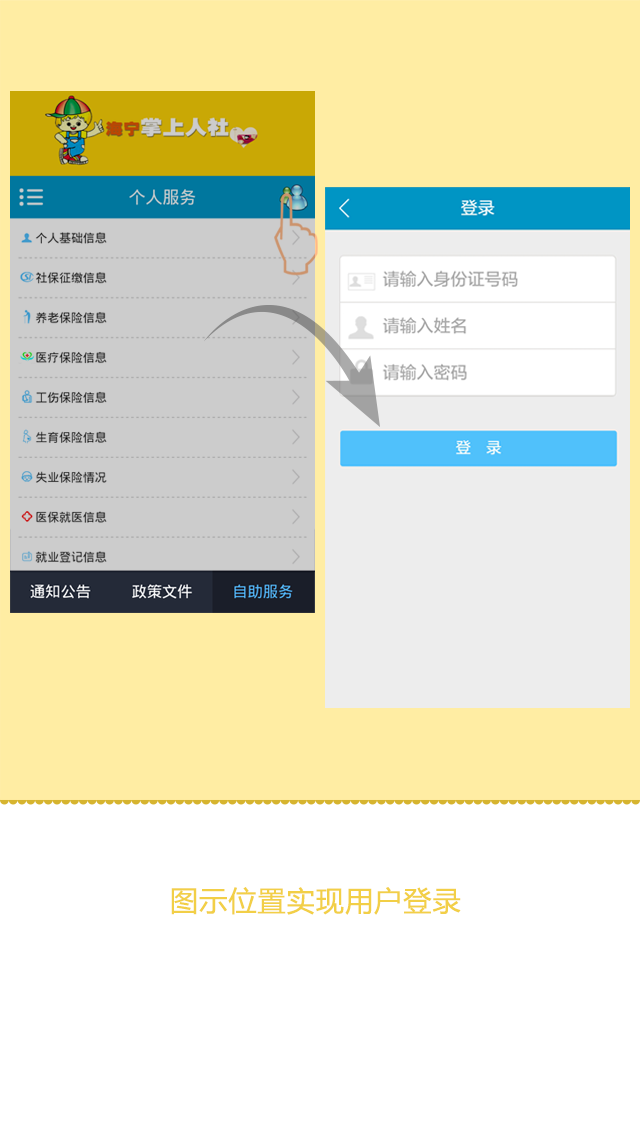 海宁掌上人社
个人服务
个人基础信息
社保征缴信息
养老保险信息
医疗保险信息
工伤保险信息
生育保险信息
失业保险情况
医保就医信息
就业登记信息
通知公告 政策文件 自助服务
登录
请输入身份证号码
请输入姓名
请输入密码
登 录
图示位置实现用户登录